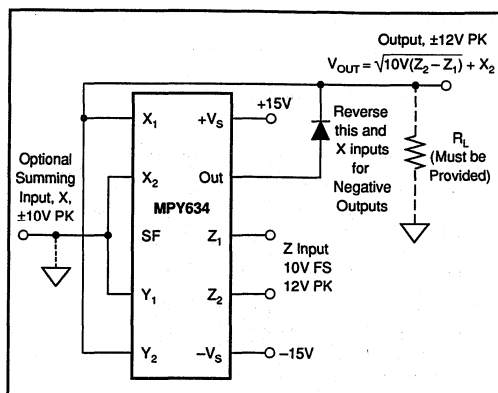 Output, ±12V PK
V_OUT = √10V(Z₂ – Z₁) + X₂
+15V
X₁
+V_S
Reverse
this and
X inputs
for
Negative
Outputs
R_L
(Must be
Provided)
Optional
Summing
Input, X,
±10V PK
X₂
Out
MPY634
SF
Z₁
Z Input
10V FS
12V PK
Y₁
Z₂
Y₂
–V_S
–15V